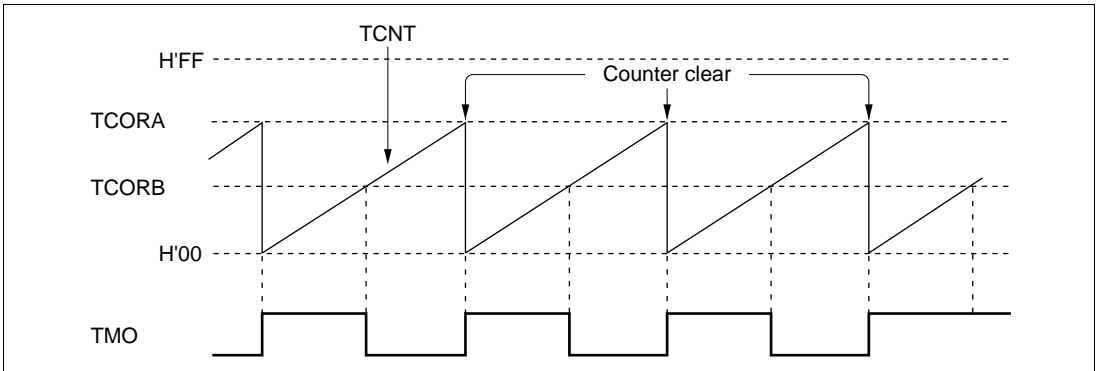 TCNT
H'FF
Counter clear
TCORA
TCORB
H'00
TMO